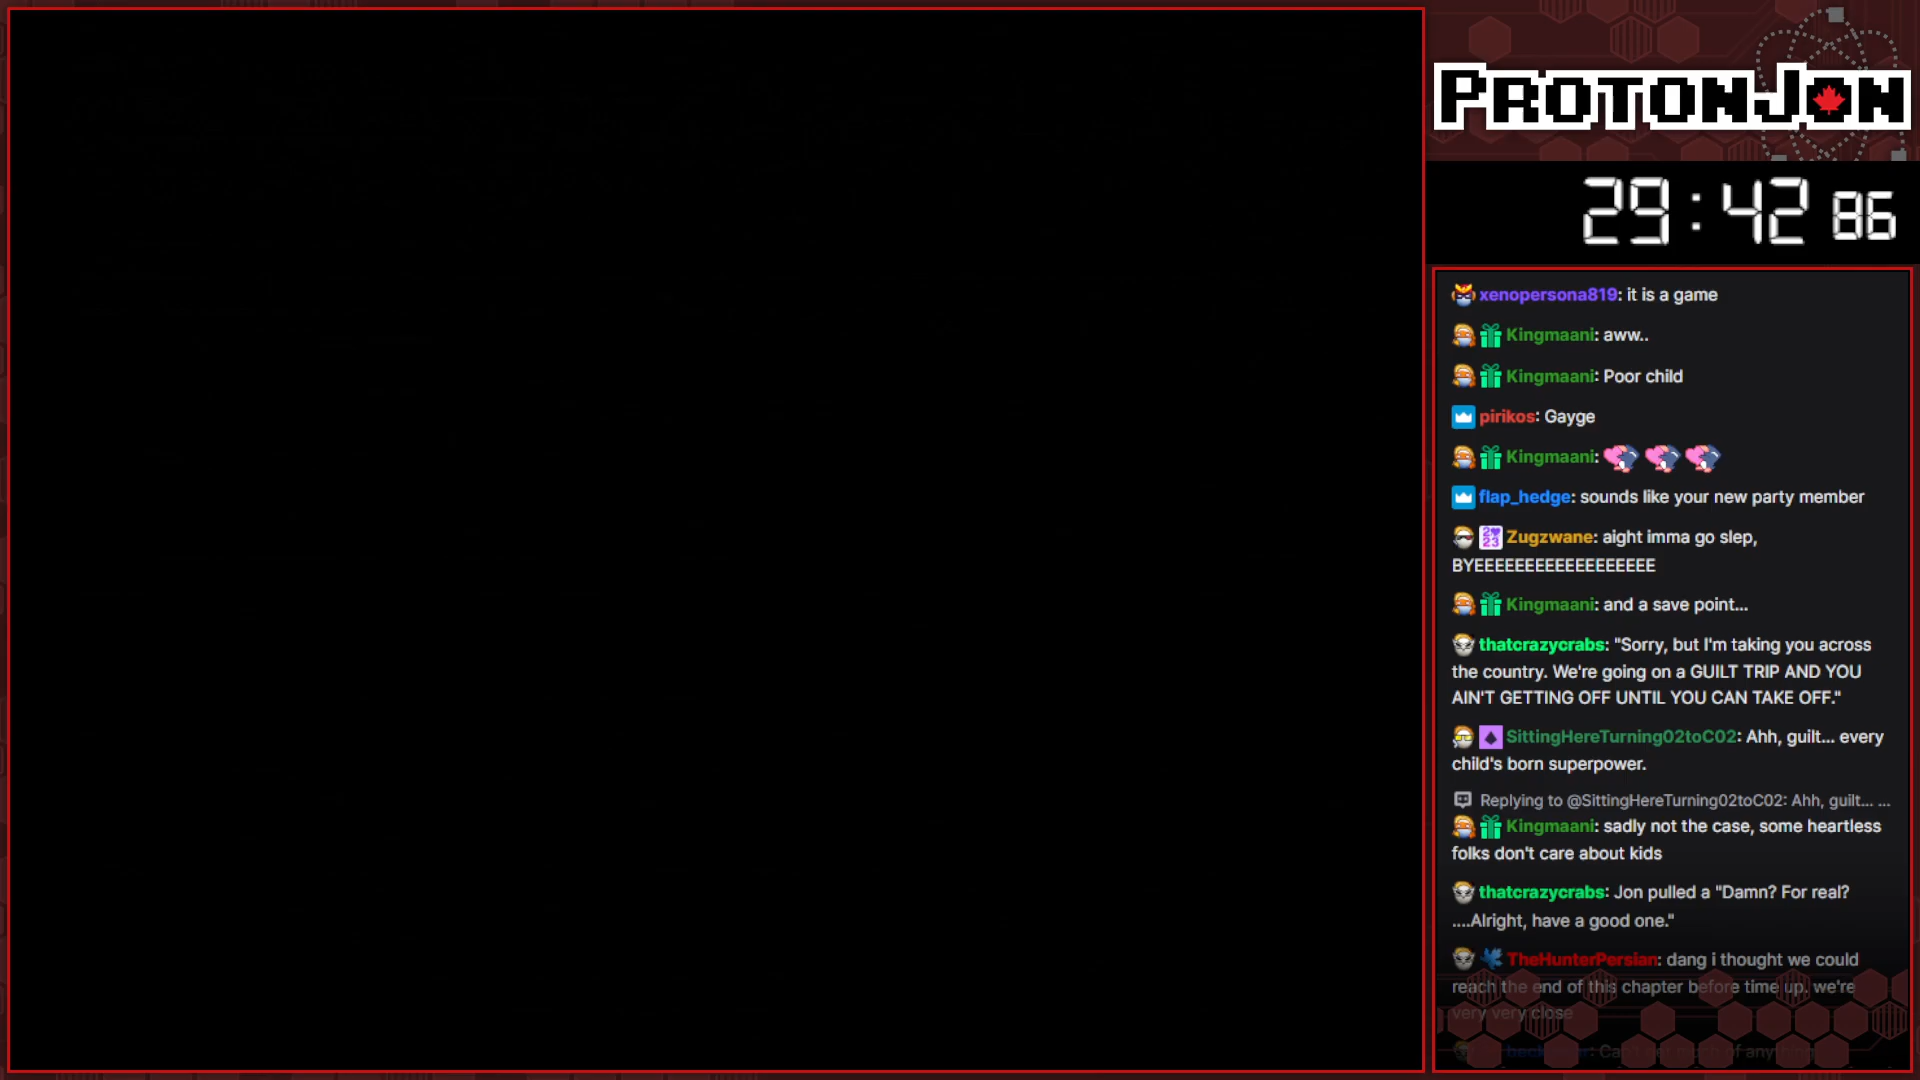 PROTONJON
29:42 86
xenopersona819: it is a game
Kingmaani: aww..
Kingmaani: Poor child
pirikos: Gayge
Kingmaani:
flap_hedge: sounds like your new party member
Zugzwane: aight imma go slep,
BYEEEEEEEEEEEEEEEEEE
Kingmaani: and a save point...
thatcrazycrabs: "Sorry, but I'm taking you across
the country. We're going on a GUILT TRIP AND YOU
AIN'T GETTING OFF UNTIL YOU CAN TAKE OFF."
SittingHereTurning02toC02: Ahh, guilt... every
child's born superpower.
Replying to @SittingHereTurning02toC02: Ahh, guilt... ...
Kingmaani: sadly not the case, some heartless
folks don't care about kids
thatcrazycrabs: Jon pulled a "Damn? For real?
....Alright, have a good one."
TheHunterPersian: dang i thought we could
reach the end of this chapter before time up. we're
very very close